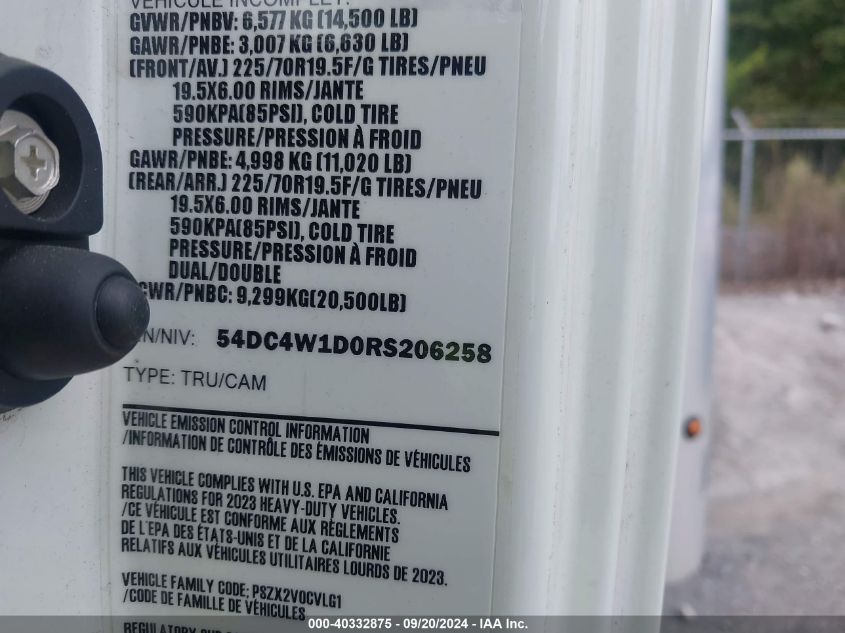 VEHICULE INCOMPLET:
GVWR/PNBV: 6,577 KG (14,500 LB)
GAWR/PNBE: 3,007 KG (6,630 LB)
(FRONT/AV.) 225/70R19.5F/G TIRES/PNEU
19.5X6.00 RIMS/JANTE
590KPA(85PSI), COLD TIRE
PRESSURE/PRESSION À FROID
GAWR/PNBE: 4,998 KG (11,020 LB)
(REAR/ARR.) 225/70R19.5F/G TIRES/PNEU
19.5X6.00 RIMS/JANTE
590KPA(85PSI), COLD TIRE
PRESSURE/PRESSION À FROID
DUAL/DOUBLE
GCWR/PNBC: 9,299KG(20,500LB)
VIN/NIV: 54DC4W1D0RS206258
TYPE: TRU/CAM
VEHICLE EMISSION CONTROL INFORMATION
/INFORMATION DE CONTRÔLE DES ÉMISSIONS DE VÉHICULES
THIS VEHICLE COMPLIES WITH U.S. EPA AND CALIFORNIA
REGULATIONS FOR 2023 HEAVY-DUTY VEHICLES.
/CE VÉHICULE EST CONFORME AUX RÈGLEMENTS
DE L'EPA DES ÉTATS-UNIS ET DE LA CALIFORNIE
RELATIFS AUX VÉHICULES UTILITAIRES LOURDS DE 2023.
VEHICLE FAMILY CODE; PSZX2VOCVLG1
/CODE DE FAMILLE DE VÉHICULES
000-40332875 - 09/20/2024 - IAA Inc.